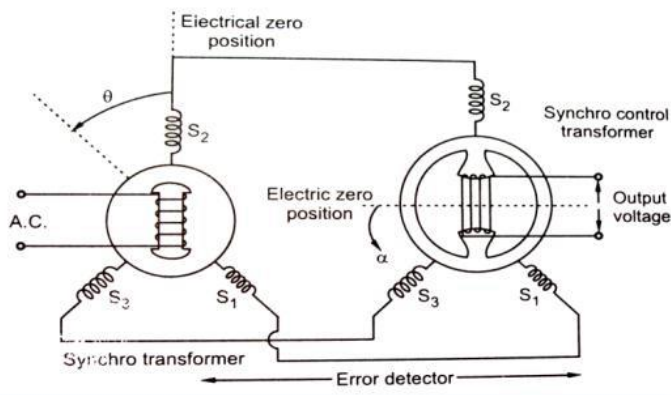 Eiectrical zero
position
θ
S2
S2
Synchro control
transformer
A.C.
Electric zero
position
Output
voltage
α
S3
S1
S3
S1
Synchro transformer
Error detector